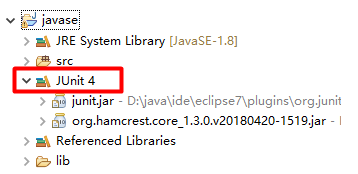 javase
JRE System Library [JavaSE-1.8]
src
JUnit 4
junit.jar - D:\java\ide\eclipse7\plugins\org.junit
org.hamcrest.core_1.3.0.v20180420-1519.jar -
Referenced Libraries
lib